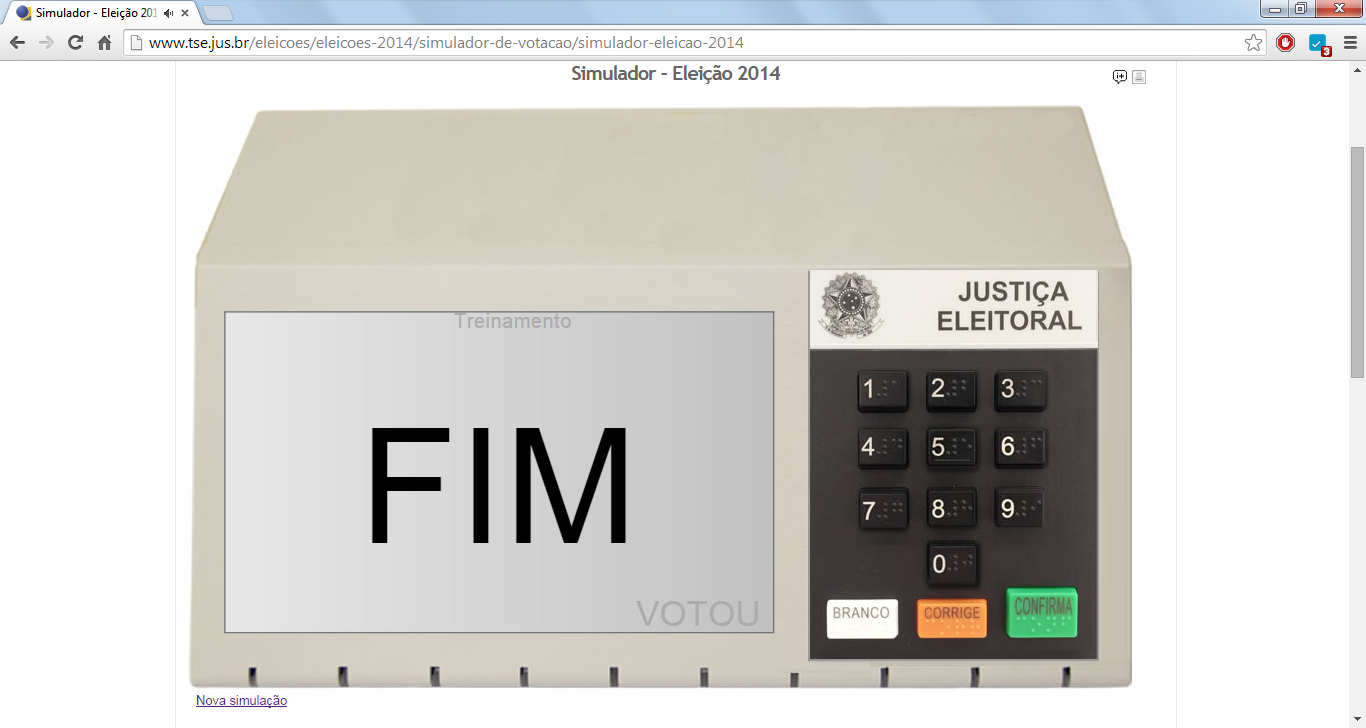 Simulador - Eleição 201
www.tse.jus.br/eleicoes/eleicoes-2014/simulador-de-votacao/simulador-eleicao-2014
3
Simulador - Eleição 2014
JUSTIÇA
ELEITORAL
Treinamento
FIM
VOTOU
1 2 3
4 5 6
7 8 9
0
BRANCO CORRIGE CONFIRMA
Nova simulação